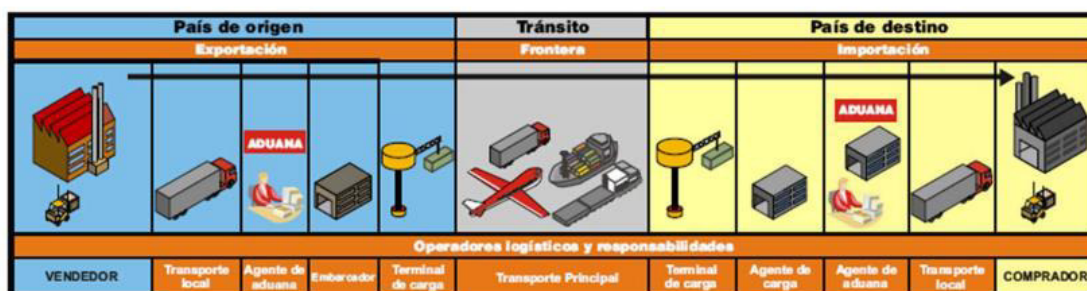 País de origen
Tránsito
País de destino
Exportación
Frontera
Importación
ADUANA
ADUANA
Operadores logísticos y responsabilidades
VENDEDOR
Transporte local
Agente de aduana
Embarcador
Terminal de carga
Transporte Principal
Terminal de carga
Agente de carga
Agente de aduana
Transporte local
COMPRADOR